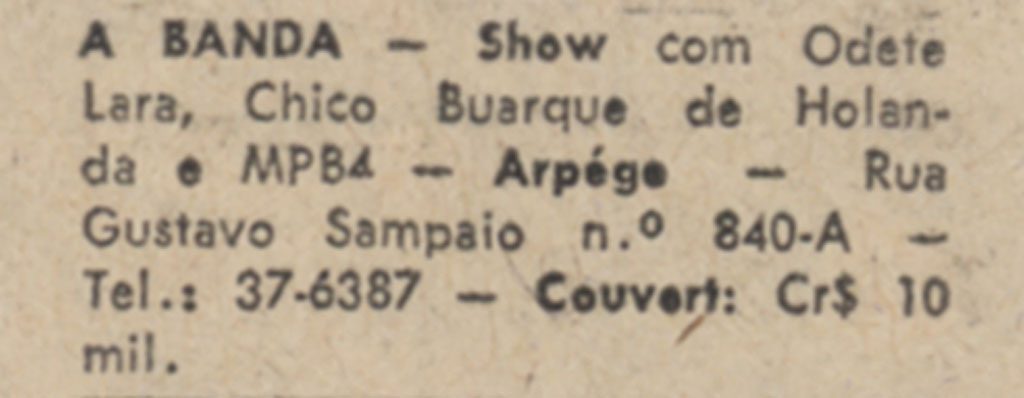 A BANDA — Show com Odete
Lara, Chico Buarque de Holan-
da e MPB4 — Arpége — Rua
Gustavo Sampaio n.º 840-A —
Tel.: 37-6387 — Couvert: Cr$ 10
mil.